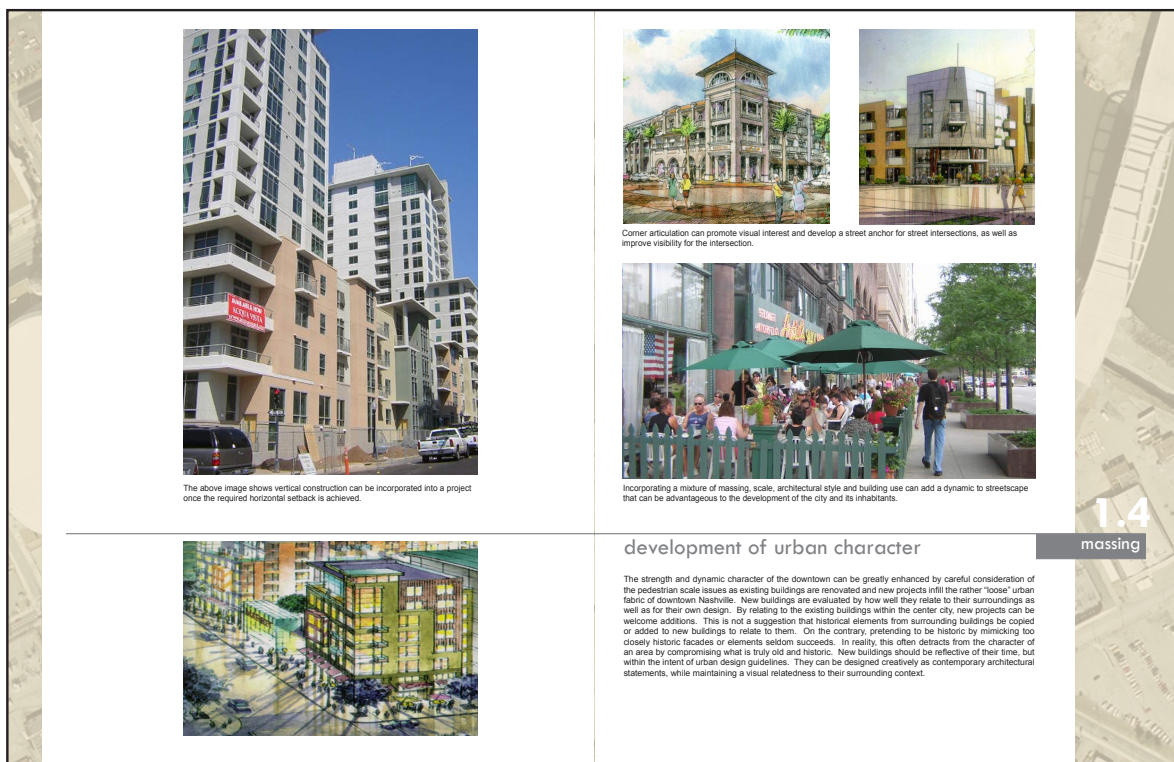 AVAILABLE NOW
ACQUA VISTA
The above image shows vertical construction can be incorporated into a project
once the required horizontal setback is achieved.
Corner articulation can promote visual interest and develop a street anchor for street intersections, as well as
improve visibility for the intersection.
Incorporating a mixture of massing, scale, architectural style and building use can add a dynamic to streetscape
that can be advantageous to the development of the city and its inhabitants.
1.4
massing
development of urban character
The strength and dynamic character of the downtown can be greatly enhanced by careful consideration of
the pedestrian scale issues as existing buildings are renovated and new projects infill the rather “loose” urban
fabric of downtown Nashville. New buildings are evaluated by how well they relate to their surroundings as
well as for their own design. By relating to the existing buildings within the center city, new projects can be
welcome additions. This is not a suggestion that historical elements from surrounding buildings be copied
or added to new buildings to relate to them. On the contrary, pretending to be historic by mimicking too
closely historic facades or elements seldom succeeds. In reality, this often detracts from the character of
an area by compromising what is truly old and historic. New buildings should be reflective of their time, but
within the intent of urban design guidelines. They can be designed creatively as contemporary architectural
statements, while maintaining a visual relatedness to their surrounding context.